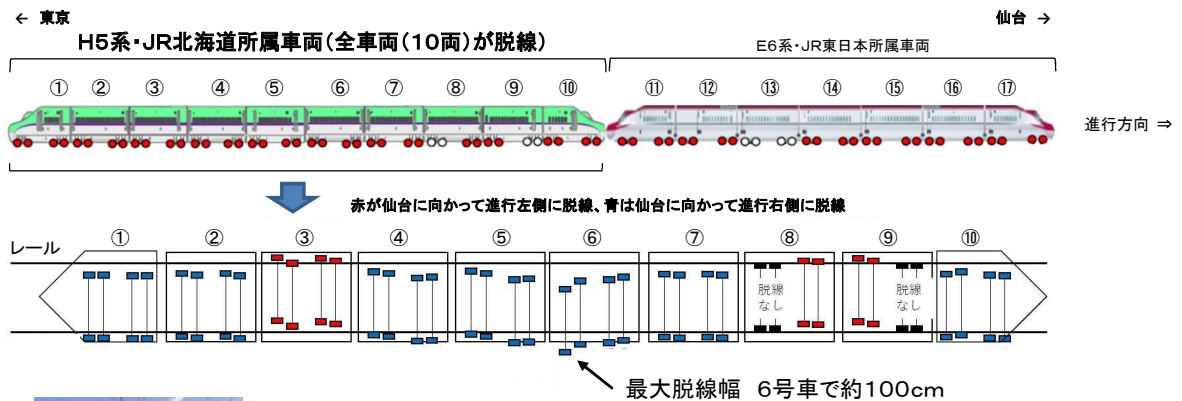 ← 東京
仙台 →
H5系・JR北海道所属車両(全車両(10両)が脱線)
E6系・JR東日本所属車両
① ② ③ ④ ⑤ ⑥ ⑦ ⑧ ⑨ ⑩ ⑪ ⑫ ⑬ ⑭ ⑮ ⑯ ⑰
進行方向 ⇒
赤が仙台に向かって進行左側に脱線、青は仙台に向かって進行右側に脱線
レール
① ② ③ ④ ⑤ ⑥ ⑦ ⑧ ⑨ ⑩
脱線 脱線
なし なし
最大脱線幅 6号車で約100cm